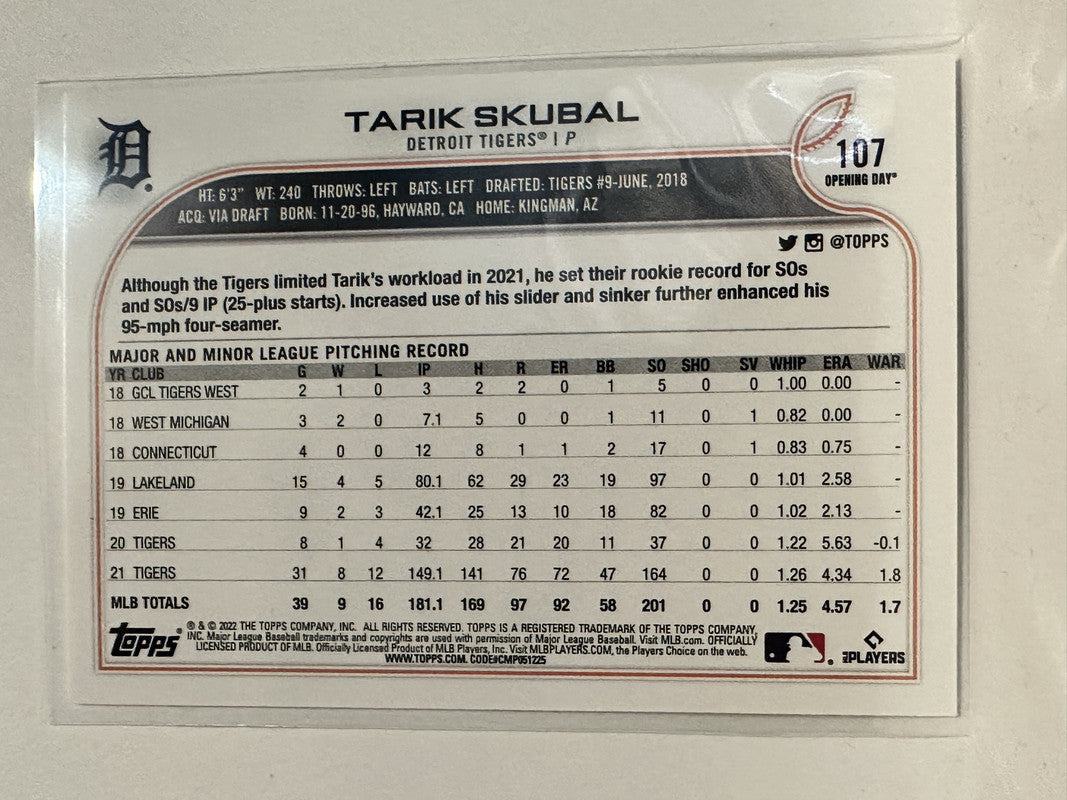 TARIK SKUBAL
DETROIT TIGERS® | P
107
OPENING DAY®
HT: 6'3" WT: 240 THROWS: LEFT BATS: LEFT DRAFTED: TIGERS #9-JUNE, 2018
ACQ: VIA DRAFT BORN: 11-20-96, HAYWARD, CA HOME: KINGMAN, AZ
@TOPPS
Although the Tigers limited Tarik's workload in 2021, he set their rookie record for SOs
and SOs/9 IP (25-plus starts). Increased use of his slider and sinker further enhanced his
95-mph four-seamer.
MAJOR AND MINOR LEAGUE PITCHING RECORD
YR CLUB G W L IP H R ER BB SO SHO SV WHIP ERA WAR
18 GCL TIGERS WEST 2 1 0 3 2 2 0 1 5 0 0 1.00 0.00 -
18 WEST MICHIGAN 3 2 0 7.1 5 0 0 1 11 0 1 0.82 0.00 -
18 CONNECTICUT 4 0 0 12 8 1 1 2 17 0 1 0.83 0.75 -
19 LAKELAND 15 4 5 80.1 62 29 23 19 97 0 0 1.01 2.58 -
19 ERIE 9 2 3 42.1 25 13 10 18 82 0 0 1.02 2.13 -
20 TIGERS 8 1 4 32 28 21 20 11 37 0 0 1.22 5.63 -0.1
21 TIGERS 31 8 12 149.1 141 76 72 47 164 0 0 1.26 4.34 1.8
MLB TOTALS 39 9 16 181.1 169 97 92 58 201 0 0 1.25 4.57 1.7
TOPPS
® & © 2022 THE TOPPS COMPANY, INC. ALL RIGHTS RESERVED. TOPPS IS A REGISTERED TRADEMARK OF THE TOPPS COMPANY,
INC. Major League Baseball trademarks and copyrights are used with permission of Major League Baseball. Visit MLB.com. OFFICIALLY
LICENSED PRODUCT OF MLB. Officially Licensed Product of MLB Players, Inc. Visit MLBPLAYERS.COM, the Players Choice on the web.
WWW.TOPPS.COM. CODE#CMP051225
MLB PLAYERS